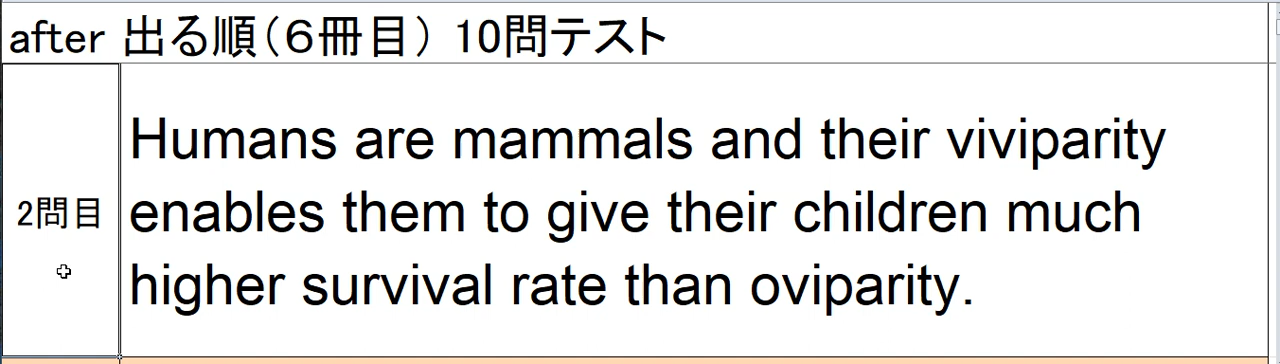 after 出る順（６冊目） 10問テスト
Humans are mammals and their viviparity
enables them to give their children much
2問目
higher survival rate than oviparity.